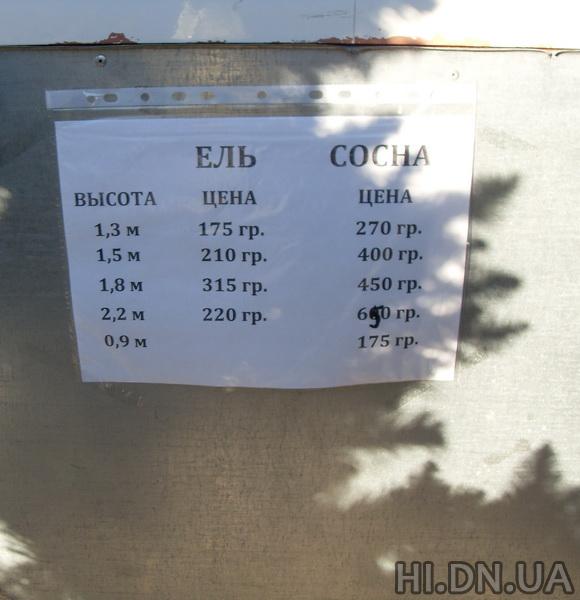 ЕЛЬ СОСНА
ВЫСОТА ЦЕНА ЦЕНА
1,3 м 175 гр. 270 гр.
1,5 м 210 гр. 400 гр.
1,8 м 315 гр. 450 гр.
2,2 м 220 гр. 650 гр.
0,9 м 175 гр.
HI.DN.UA